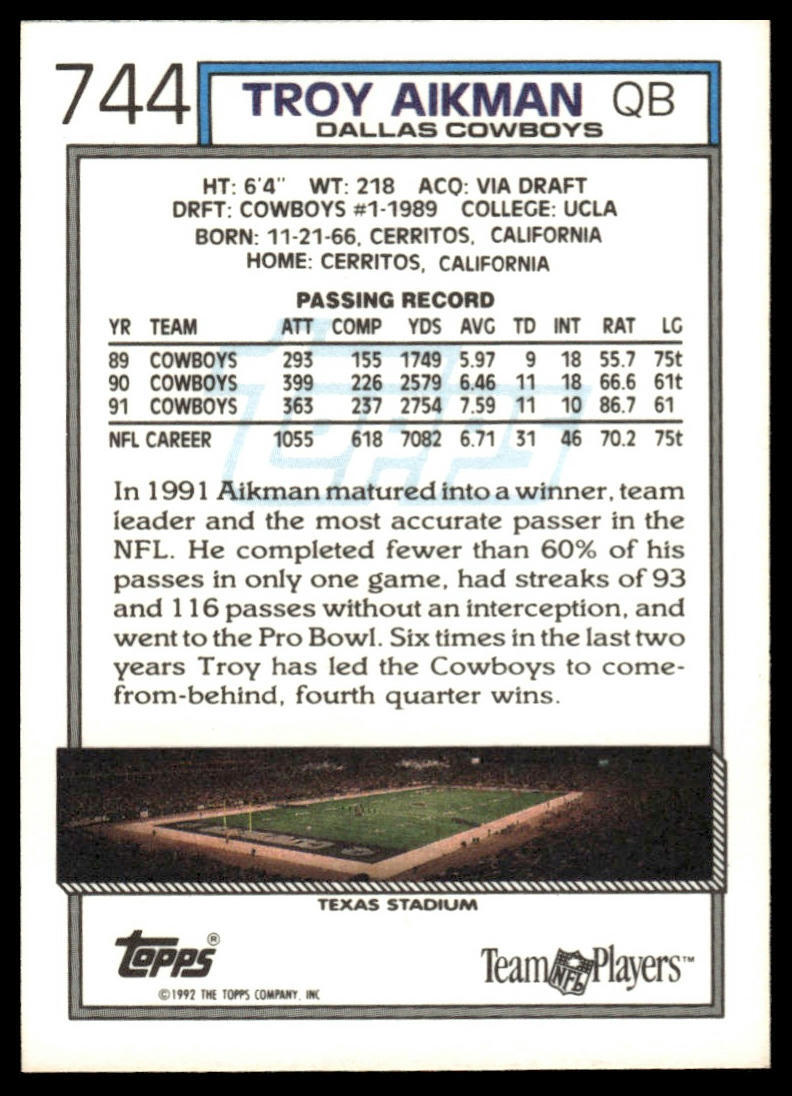 744
TROY AIKMAN QB
DALLAS COWBOYS
HT: 6'4" WT: 218 ACQ: VIA DRAFT
DRFT: COWBOYS #1-1989 COLLEGE: UCLA
BORN: 11-21-66, CERRITOS, CALIFORNIA
HOME: CERRITOS, CALIFORNIA
PASSING RECORD
YR TEAM ATT COMP YDS AVG TD INT RAT LG
89 COWBOYS 293 155 1749 5.97 9 18 55.7 75t
90 COWBOYS 399 226 2579 6.46 11 18 66.6 61t
91 COWBOYS 363 237 2754 7.59 11 10 86.7 61
NFL CAREER 1055 618 7082 6.71 31 46 70.2 75t
In 1991 Aikman matured into a winner, team
leader and the most accurate passer in the
NFL. He completed fewer than 60% of his
passes in only one game, had streaks of 93
and 116 passes without an interception, and
went to the Pro Bowl. Six times in the last two
years Troy has led the Cowboys to come-
from-behind, fourth quarter wins.
TEXAS STADIUM
TOPPS®
©1992 THE TOPPS COMPANY, INC
Team NFL Players™